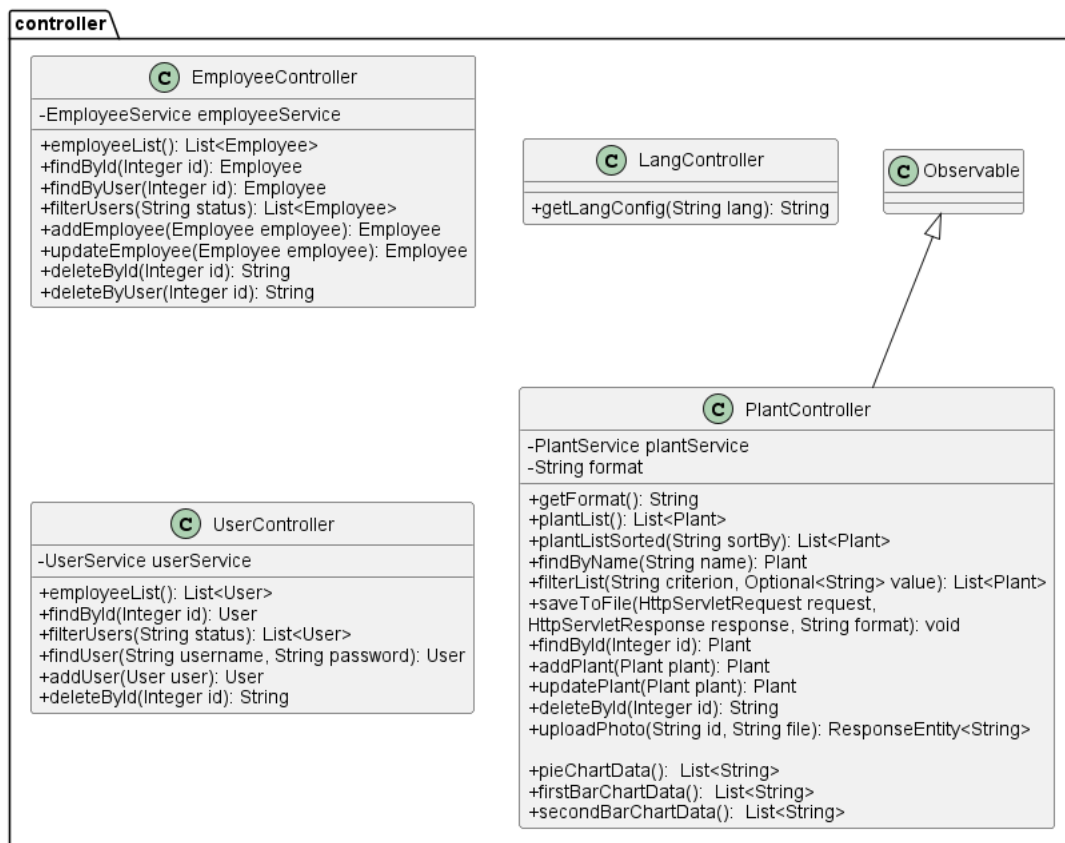 controller
C EmployeeController
-EmployeeService employeeService
+employeeList(): List<Employee>
+findById(Integer id): Employee
+findByUser(Integer id): Employee
+filterUsers(String status): List<Employee>
+addEmployee(Employee employee): Employee
+updateEmployee(Employee employee): Employee
+deleteById(Integer id): String
+deleteByUser(Integer id): String
C LangController
+getLangConfig(String lang): String
C Observable
C UserController
-UserService userService
+employeeList(): List<User>
+findById(Integer id): User
+filterUsers(String status): List<User>
+findUser(String username, String password): User
+addUser(User user): User
+deleteById(Integer id): String
C PlantController
-PlantService plantService
-String format
+getFormat(): String
+plantList(): List<Plant>
+plantListSorted(String sortBy): List<Plant>
+findByName(String name): Plant
+filterList(String criterion, Optional<String> value): List<Plant>
+saveToFile(HttpServletRequest request,
HttpServletResponse response, String format): void
+findById(Integer id): Plant
+addPlant(Plant plant): Plant
+updatePlant(Plant plant): Plant
+deleteById(Integer id): String
+uploadPhoto(String id, String file): ResponseEntity<String>
+pieChartData():  List<String>
+firstBarChartData():  List<String>
+secondBarChartData():  List<String>